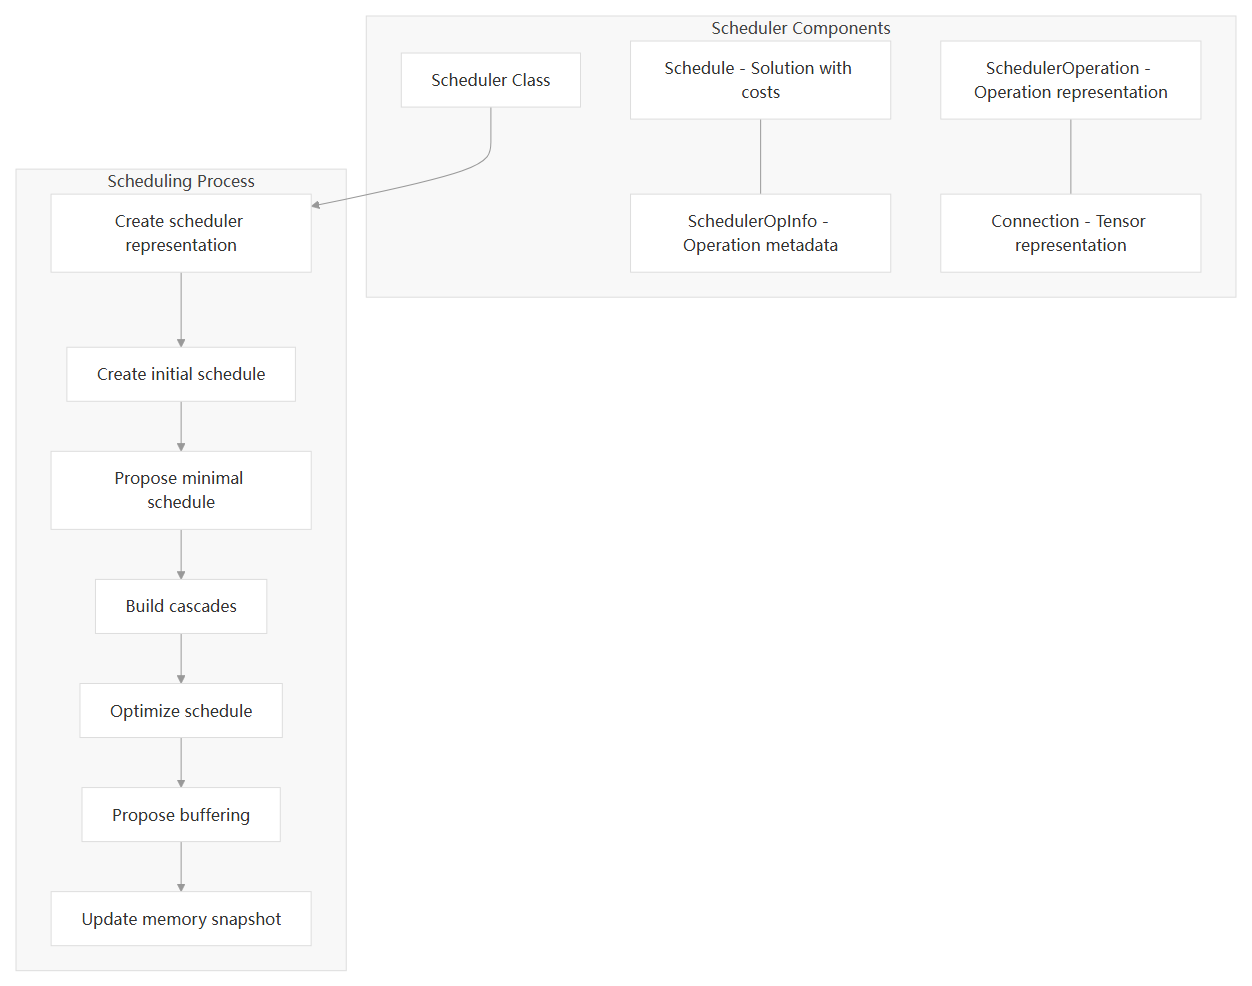 Scheduler Components
Scheduler Class
Schedule - Solution with
costs
SchedulerOperation -
Operation representation
SchedulerOpInfo -
Operation metadata
Connection - Tensor
representation
Scheduling Process
Create scheduler
representation
Create initial schedule
Propose minimal
schedule
Build cascades
Optimize schedule
Propose buffering
Update memory snapshot